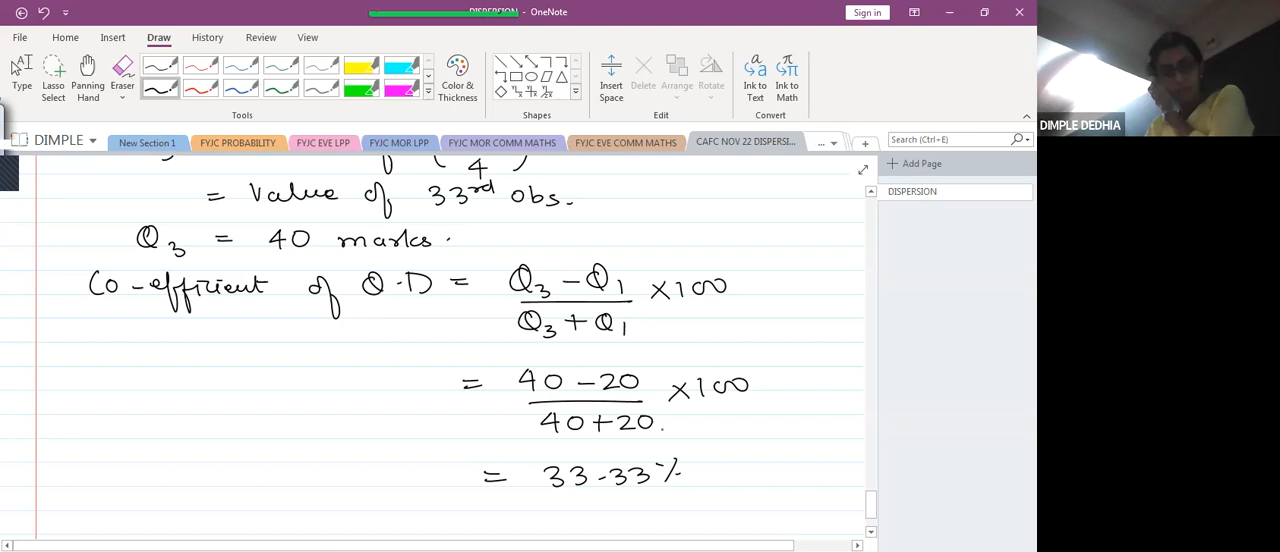 DISPERSION - OneNote
Sign in
File Home Insert Draw History Review View
Type Lasso Select Panning Hand Eraser Color & Thickness Insert Space Delete Arrange Rotate Ink to Text Ink to Math
Tools Shapes Edit Convert
DIMPLE New Section 1 FYJC PROBABILITY FYJC EVE LPP FYJC MOR LPP FYJC MOR COMM MATHS FYJC EVE COMM MATHS CAFC NOV 22 DISPERSI... ... Search (Ctrl+E)
DIMPLE DEDHIA
Add Page
DISPERSION
4
= Value of 33rd obs.
Q3 = 40 marks.
Co-efficient of Q.D = Q3 - Q1 / Q3 + Q1 × 100
= 40 - 20 / 40 + 20 × 100
= 33.33%